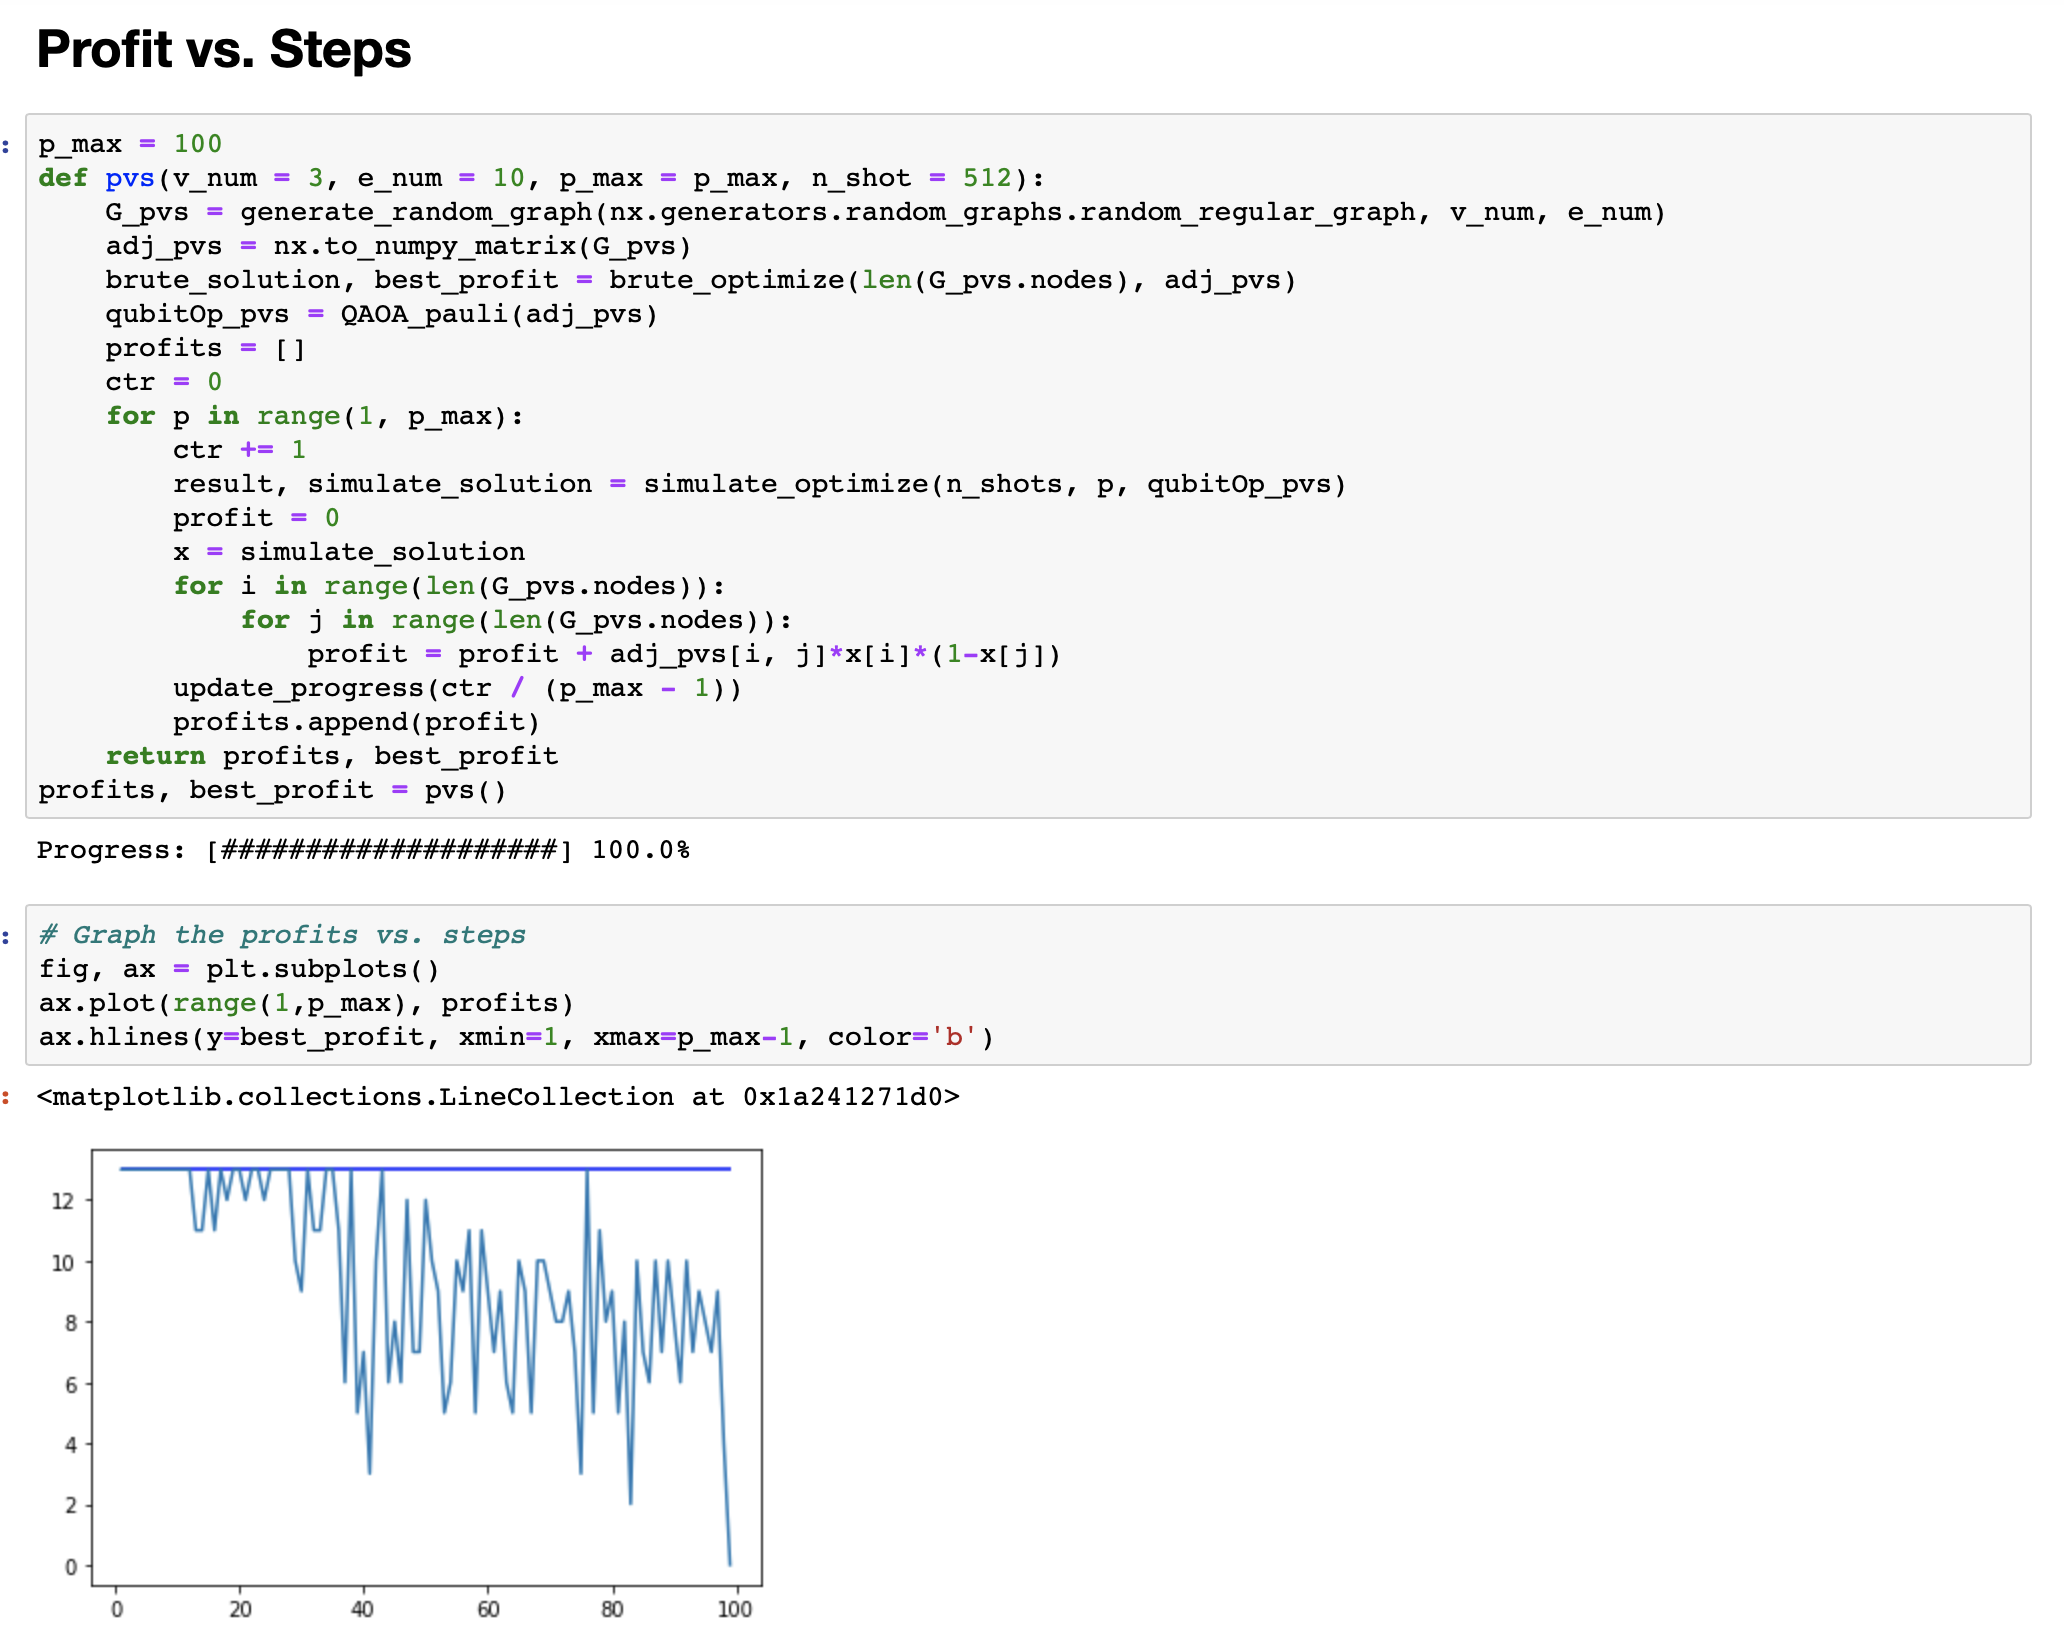 Profit vs. Steps
: p_max = 100
def pvs(v_num = 3, e_num = 10, p_max = p_max, n_shot = 512):
    G_pvs = generate_random_graph(nx.generators.random_graphs.random_regular_graph, v_num, e_num)
    adj_pvs = nx.to_numpy_matrix(G_pvs)
    brute_solution, best_profit = brute_optimize(len(G_pvs.nodes), adj_pvs)
    qubitOp_pvs = QAOA_pauli(adj_pvs)
    profits = []
    ctr = 0
    for p in range(1, p_max):
        ctr += 1
        result, simulate_solution = simulate_optimize(n_shots, p, qubitOp_pvs)
        profit = 0
        x = simulate_solution
        for i in range(len(G_pvs.nodes)):
            for j in range(len(G_pvs.nodes)):
                profit = profit + adj_pvs[i, j]*x[i]*(1-x[j])
        update_progress(ctr / (p_max - 1))
        profits.append(profit)
    return profits, best_profit
profits, best_profit = pvs()
Progress: [####################] 100.0%
: # Graph the profits vs. steps
fig, ax = plt.subplots()
ax.plot(range(1,p_max), profits)
ax.hlines(y=best_profit, xmin=1, xmax=p_max-1, color='b')
: <matplotlib.collections.LineCollection at 0x1a241271d0>
12
10
8
6
4
2
0
0 20 40 60 80 100